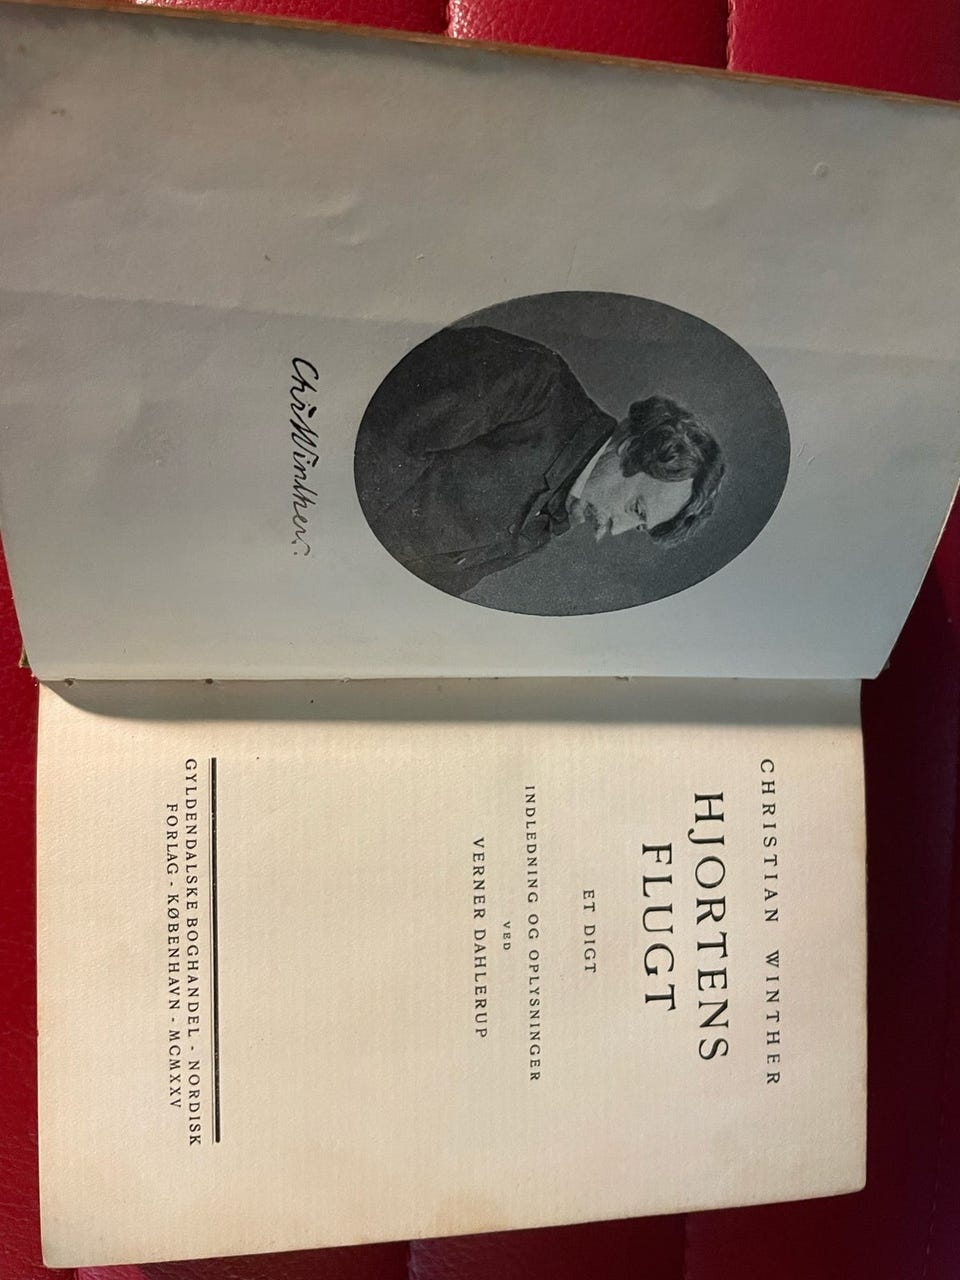 Chr Winther.
CHRISTIAN WINTHER
HJORTENS
FLUGT
ET DIGT
INDLEDNING OG OPLYSNINGER
VED
VERNER DAHLERUP
GYLDENDALSKE BOGHANDEL - NORDISK
FORLAG - KØBENHAVN - MCMXXV